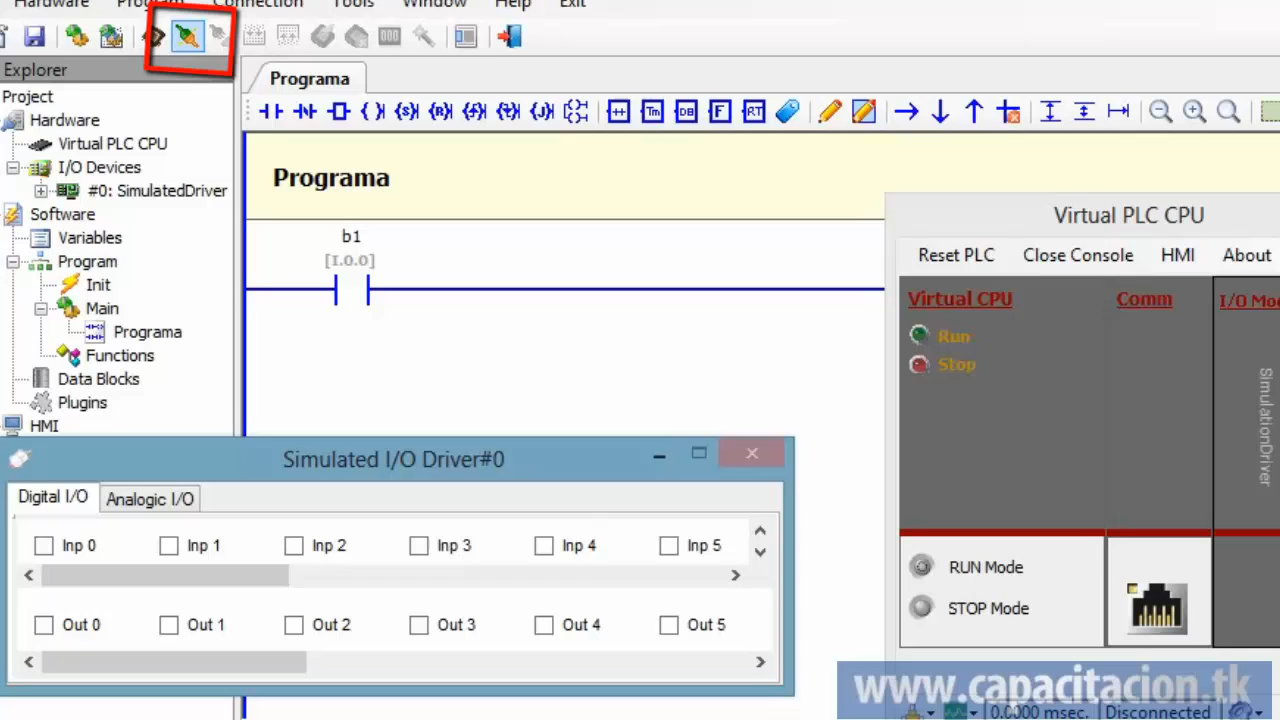 Hardware Program Connection Tools Window Help Exit
Explorer
Project
Hardware
Virtual PLC CPU
I/O Devices
#0: SimulatedDriver
Software
Variables
Program
Init
Main
Programa
Functions
Data Blocks
Plugins
HMI
Programa
(S) (R) (f) (t) (J)
++ Tm DB F RT
Programa
b1
[I.0.0]
Virtual PLC CPU
Reset PLC Close Console HMI About
Virtual CPU Comm
Run
Stop
SimulationDriver
RUN Mode
STOP Mode
Simulated I/O Driver#0
Digital I/O Analogic I/O
Inp 0 Inp 1 Inp 2 Inp 3 Inp 4 Inp 5
Out 0 Out 1 Out 2 Out 3 Out 4 Out 5
www.capacitacion.tk
0.0000 msec. Disconnected